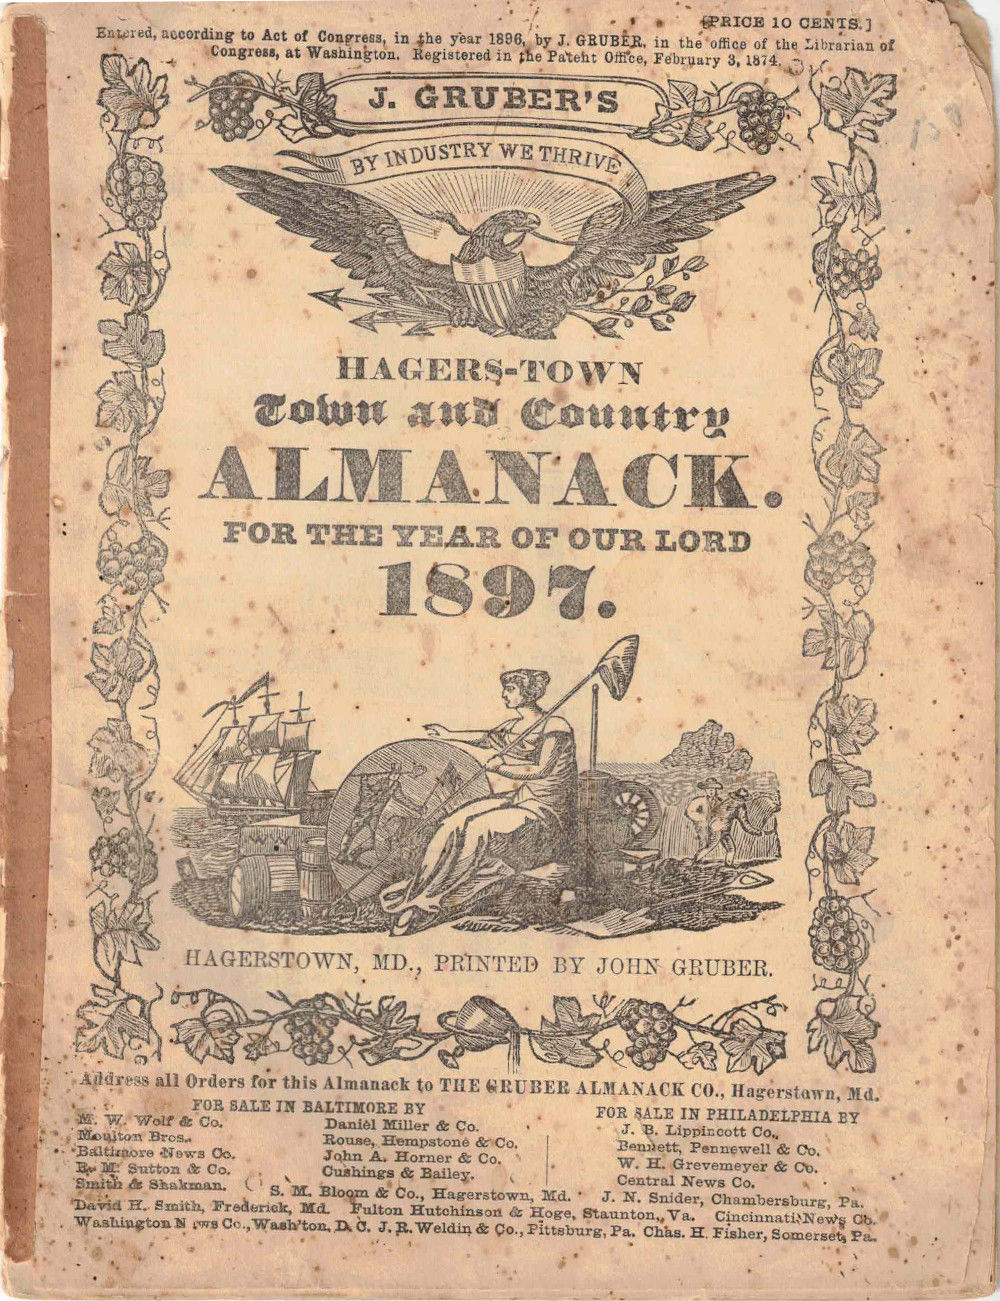 [PRICE 10 CENTS.]
Entered, according to Act of Congress, in the year 1896, by J. GRUBER, in the office of the Librarian of
Congress, at Washington. Registered in the Patent Office, February 3, 1874.
J. GRUBER'S
BY INDUSTRY WE THRIVE
HAGERS-TOWN
Town and Country
ALMANACK.
FOR THE YEAR OF OUR LORD
1897.
HAGERSTOWN, MD., PRINTED BY JOHN GRUBER.
Address all Orders for this Almanack to THE GRUBER ALMANACK CO., Hagerstown, Md.
FOR SALE IN BALTIMORE BY
M. W. Wolf & Co.
Moulton Bros.
Baltimore News Co.
R. M. Sutton & Co.
Smith & Shakman.
Daniel Miller & Co.
Rouse, Hempstone & Co.
John A. Horner & Co.
Cushings & Bailey.
FOR SALE IN PHILADELPHIA BY
J. B. Lippincott Co.,
Bennett, Pennewell & Co.
W. H. Grevemeyer & Co.
Central News Co.
S. M. Bloom & Co., Hagerstown, Md. J. N. Snider, Chambersburg, Pa.
David H. Smith, Frederick, Md. Fulton Hutchinson & Hoge, Staunton, Va. Cincinnati News Co.
Washington News Co., Wash'ton, D. C. J. R. Weldin & Co., Pittsburg, Pa. Chas. H. Fisher, Somerset, Pa.